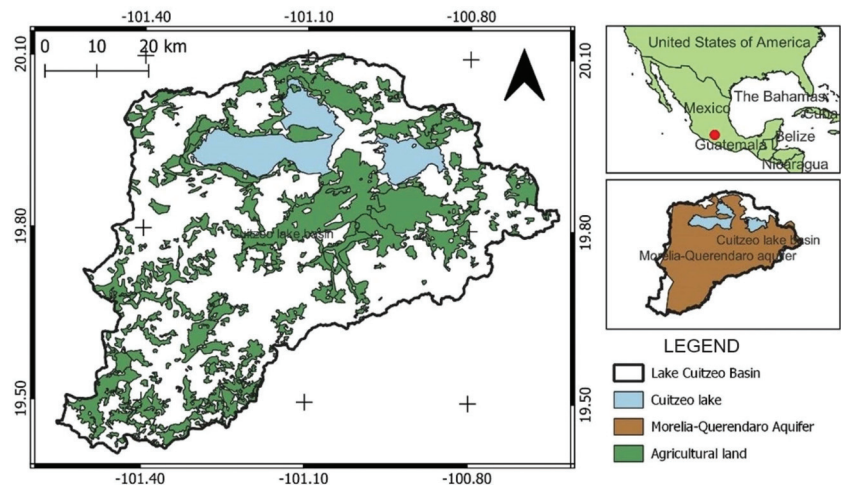 -101.40 -101.10 -100.80
0 10 20 km
20.10
19.80
19.50
Cuitzeo lake basin
20.10
19.80
19.50
-101.40 -101.10 -100.80
United States of America
Mexico
The Bahamas
Cuba
Belize
Guatemala
Nicaragua
Cuitzeo lake basin
Morelia-Querendaro aquifer
LEGEND
Lake Cuitzeo Basin
Cuitzeo lake
Morelia-Querendaro Aquifer
Agricultural land